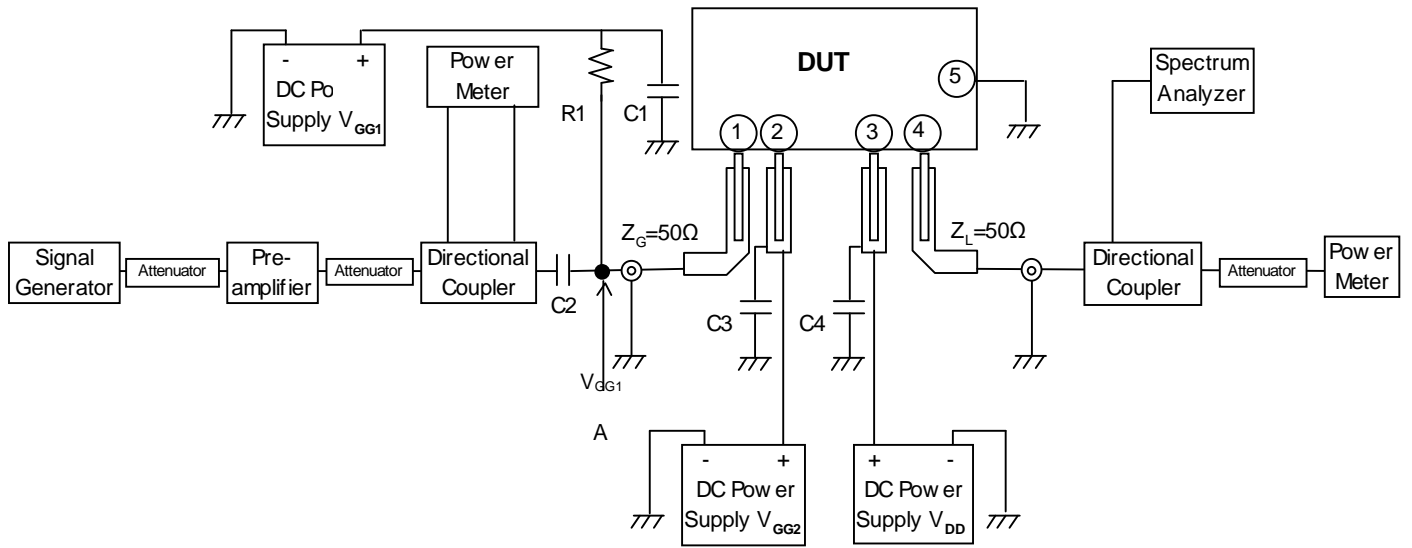 - +
DC Po
Supply VGG1
Power
Meter
R1
C1
DUT
5
1 2 3 4
Spectrum
Analyzer
ZG=50Ω
ZL=50Ω
Signal
Generator
Attenuator
Pre-
amplifier
Attenuator
Directional
Coupler
C2
C3
C4
Directional
Coupler
Attenuator
Power
Meter
VGG1
A
- +
DC Power
Supply VGG2
+ -
DC Power
Supply VDD